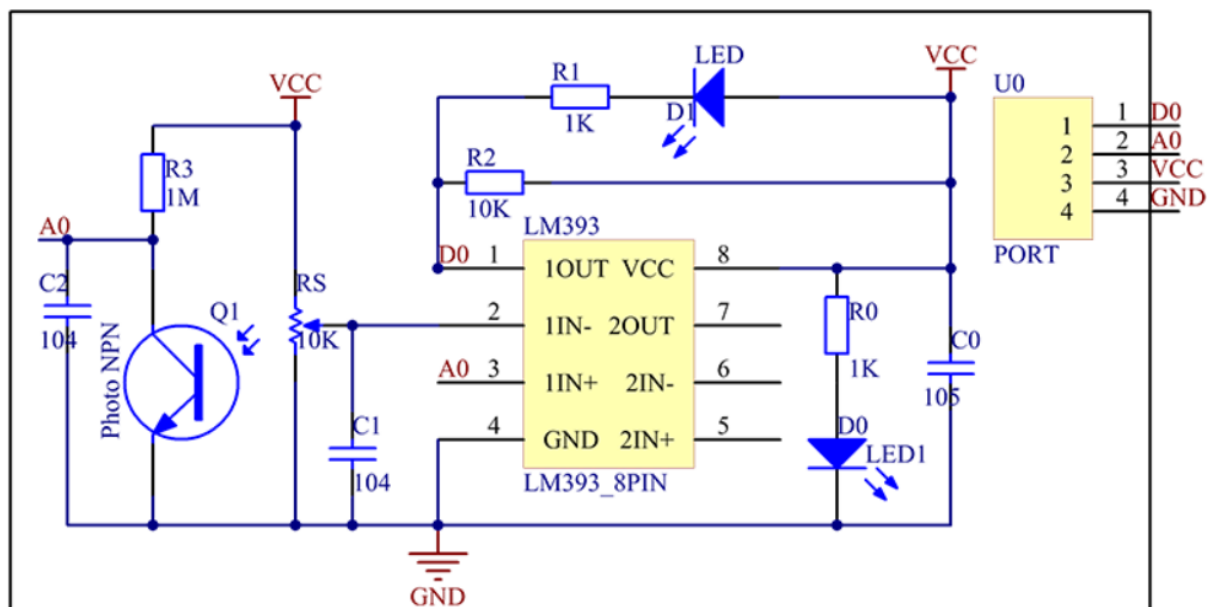 LED
VCC
U0
R1
VCC
D1
1K
1 1 D0
2 2 A0
3 3 VCC
4 4 GND
PORT
R3
1M
R2
10K
A0
LM393
D0 1 1OUT VCC 8
C2
104
RS
10K
Q1
Photo NPN
2 1IN- 2OUT 7
R0
1K
C0
105
A0 3 1IN+ 2IN- 6
C1
104
4 GND 2IN+ 5
D0
LED1
LM393_8PIN
GND